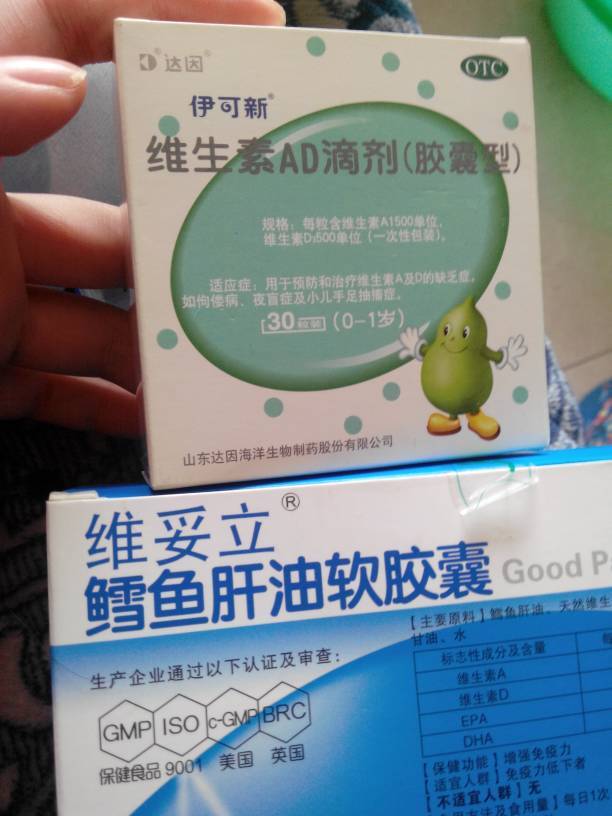 达因®
OTC
伊可新®
维生素AD滴剂(胶囊型)
规格:每粒含维生素A1500单位,
维生素D₃500单位(一次性包装)。
适应症:用于预防和治疗维生素A及D的缺乏症,
如佝偻病、夜盲症及小儿手足抽搐症。
30粒装 (0-1岁)
山东达因海洋生物制药股份有限公司
维妥立®
鳕鱼肝油软胶囊 Good
生产企业通过以下认证及审查:
GMP ISO c-GMP BRC
保健食品 9001 美国 英国
【主要原料】鳕鱼肝油、天然维生
甘油、水
标志性成分及含量
维生素A
维生素D
EPA
DHA
【保健功能】增强免疫力
【适宜人群】免疫力低下者
【不适宜人群】无
每日1次